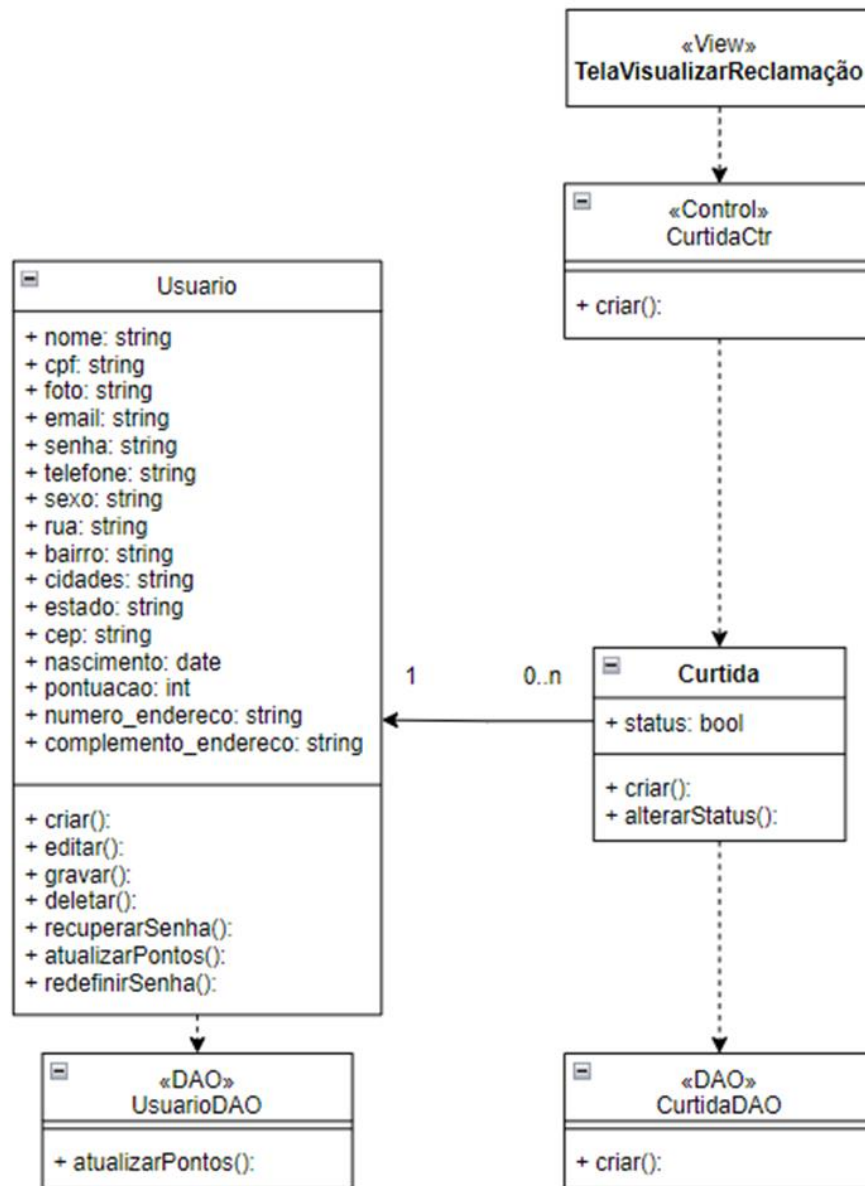 «View»
TelaVisualizarReclamação
«Control»
CurtidaCtr
+ criar():
Usuario
+ nome: string
+ cpf: string
+ foto: string
+ email: string
+ senha: string
+ telefone: string
+ sexo: string
+ rua: string
+ bairro: string
+ cidades: string
+ estado: string
+ cep: string
+ nascimento: date
+ pontuacao: int
+ numero_endereco: string
+ complemento_endereco: string
+ criar():
+ editar():
+ gravar():
+ deletar():
+ recuperarSenha():
+ atualizarPontos():
+ redefinirSenha():
1
0..n
Curtida
+ status: bool
+ criar():
+ alterarStatus():
«DAO»
UsuarioDAO
+ atualizarPontos():
«DAO»
CurtidaDAO
+ criar():